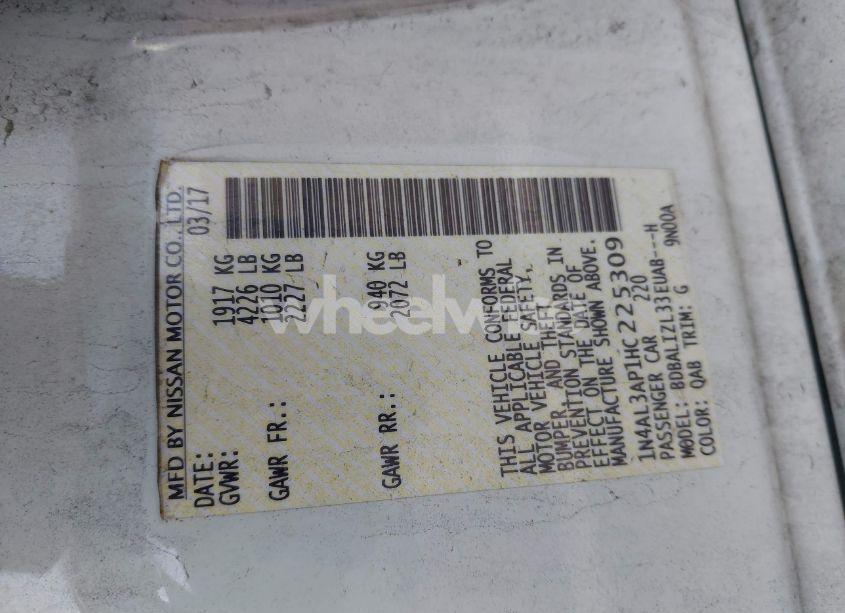 MFD BY NISSAN MOTOR CO., LTD.
DATE: 03/17
GVWR: 1917 KG
4226 LB
GAWR FR.: 1010 KG
2227 LB
GAWR RR.: 940 KG
2072 LB
THIS VEHICLE CONFORMS TO
ALL APPLICABLE FEDERAL
MOTOR VEHICLE SAFETY,
BUMPER, AND THEFT
PREVENTION STANDARDS IN
EFFECT ON THE DATE OF
MANUFACTURE SHOWN ABOVE.
1N4AL3AP1HC225309
PASSENGER CAR 220
MODEL: BDBALIZL33EUAB---H
COLOR: QAB TRIM: G 9N00A